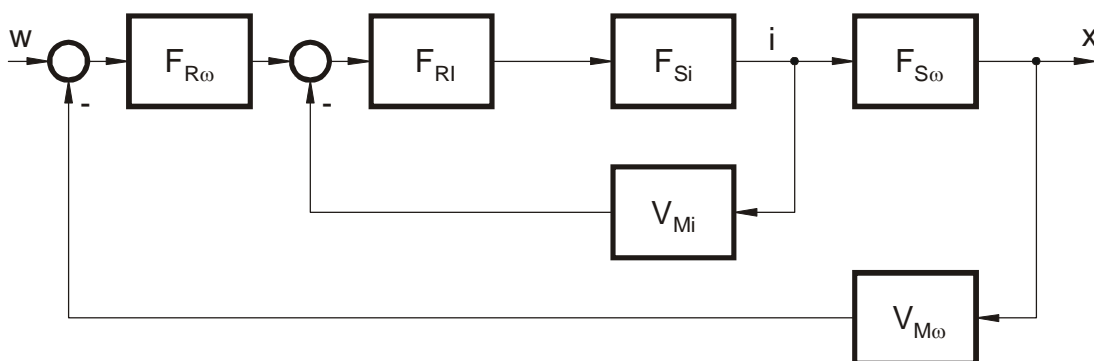 w
i
x
F_Rω
F_RI
F_Si
F_Sω
-
-
V_Mi
V_Mω